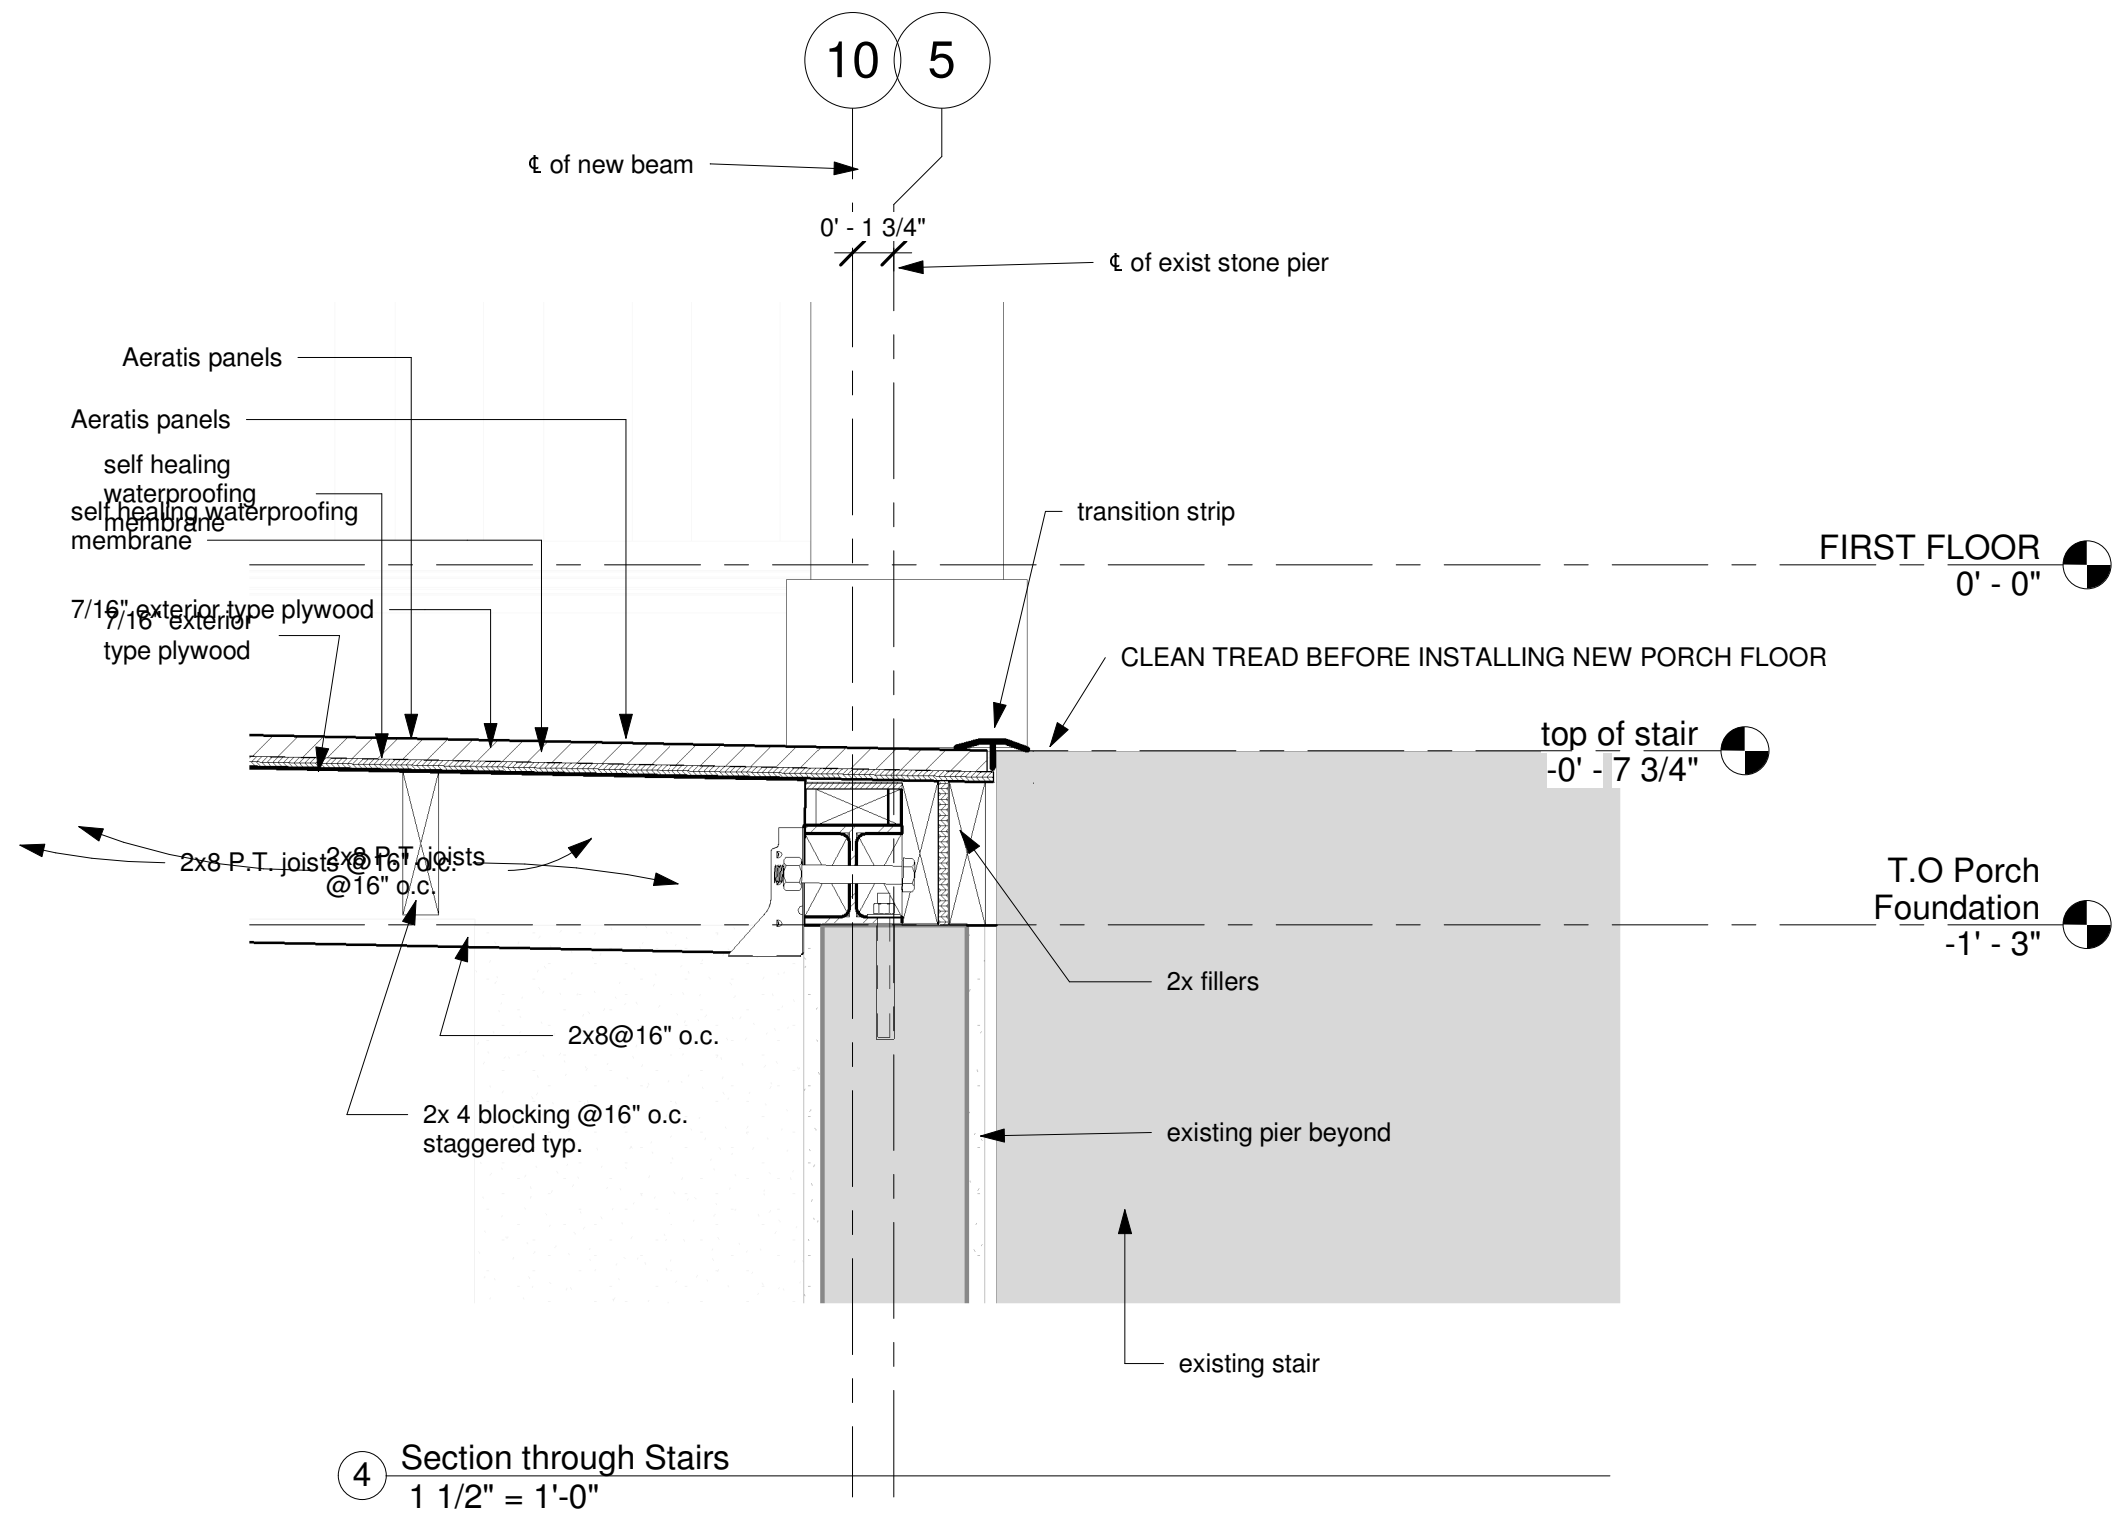 10
5
℄ of new beam
0' - 1 3/4"
℄ of exist stone pier
Aeratis panels
Aeratis panels
self healing
waterproofing
membrane
self healing waterproofing
membrane
transition strip
FIRST FLOOR
0' - 0"
7/16" exterior type plywood
7/16" exterior
type plywood
CLEAN TREAD BEFORE INSTALLING NEW PORCH FLOOR
top of stair
-0' - 7 3/4"
2x8 P.T. joists @16" o.c.
2x8 P.T. joists
@16" o.c.
T.O Porch
Foundation
-1' - 3"
2x fillers
2x8@16" o.c.
2x 4 blocking @16" o.c.
staggered typ.
existing pier beyond
existing stair
4
Section through Stairs
1 1/2" = 1'-0"